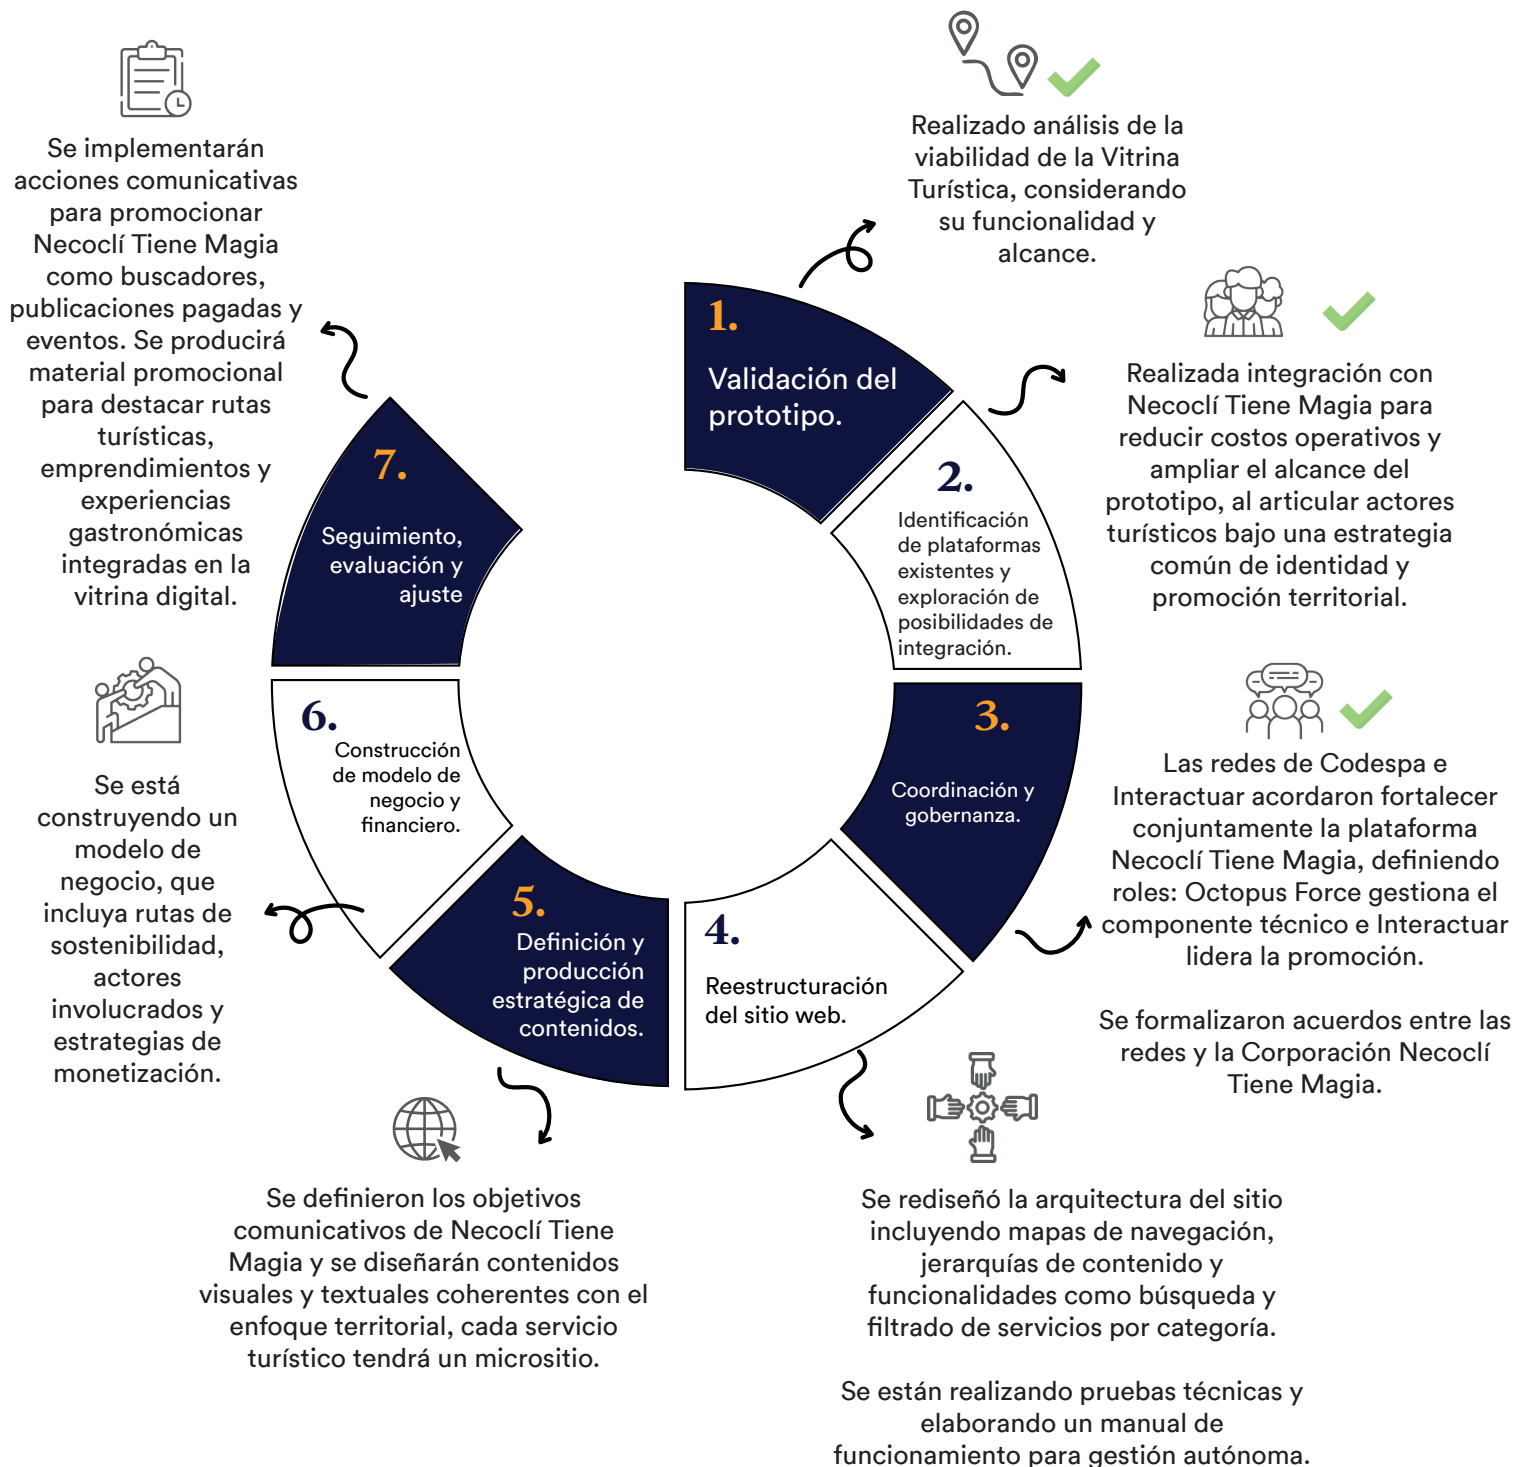 1.
Validación del
prototipo.
Realizado análisis de la
viabilidad de la Vitrina
Turística, considerando
su funcionalidad y
alcance.
2.
Identificación
de plataformas
existentes y
exploración de
posibilidades de
integración.
Realizada integración con
Necoclí Tiene Magia para
reducir costos operativos y
ampliar el alcance del
prototipo, al articular actores
turísticos bajo una estrategia
común de identidad y
promoción territorial.
3.
Coordinación y
gobernanza.
Las redes de Codespa e
Interactuar acordaron fortalecer
conjuntamente la plataforma
Necoclí Tiene Magia, definiendo
roles: Octopus Force gestiona el
componente técnico e Interactuar
lidera la promoción.
Se formalizaron acuerdos entre las
redes y la Corporación Necoclí
Tiene Magia.
4.
Reestructuración
del sitio web.
Se rediseñó la arquitectura del sitio
incluyendo mapas de navegación,
jerarquías de contenido y
funcionalidades como búsqueda y
filtrado de servicios por categoría.
Se están realizando pruebas técnicas y
elaborando un manual de
funcionamiento para gestión autónoma.
5.
Definición y
producción
estratégica de
contenidos.
Se definieron los objetivos
comunicativos de Necoclí Tiene
Magia y se diseñarán contenidos
visuales y textuales coherentes con el
enfoque territorial, cada servicio
turístico tendrá un micrositio.
6.
Construcción
de modelo de
negocio y
financiero.
Se está
construyendo un
modelo de
negocio, que
incluya rutas de
sostenibilidad,
actores
involucrados y
estrategias de
monetización.
7.
Seguimiento,
evaluación y
ajuste
Se implementarán
acciones comunicativas
para promocionar
Necoclí Tiene Magia
como buscadores,
publicaciones pagadas y
eventos. Se producirá
material promocional
para destacar rutas
turísticas,
emprendimientos y
experiencias
gastronómicas
integradas en la
vitrina digital.